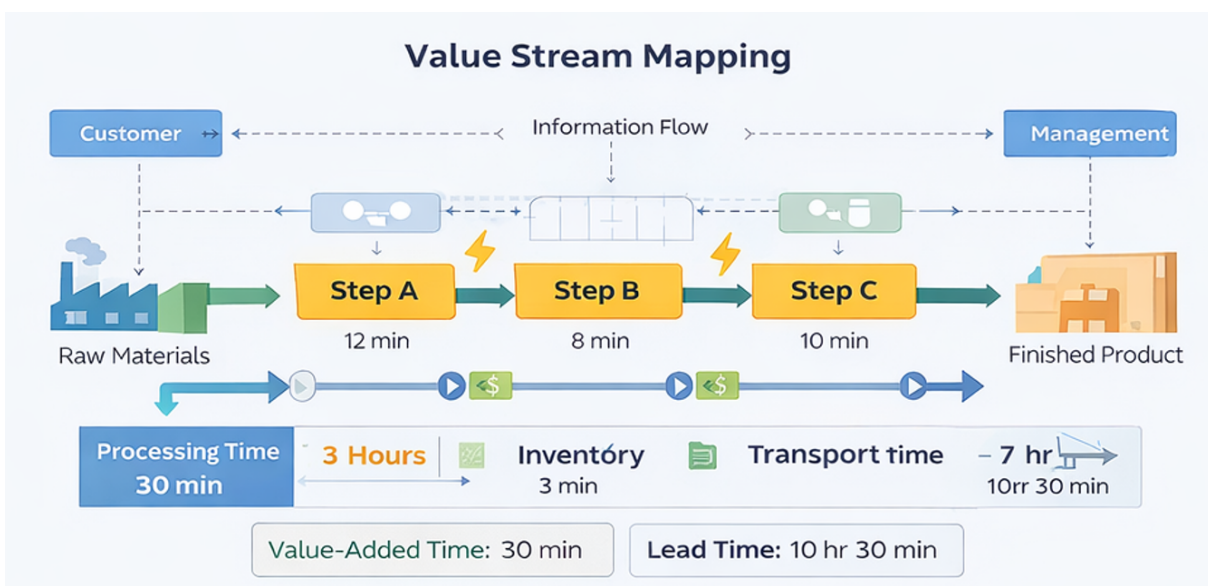 Value Stream Mapping
Customer
Information Flow
Management
Step A
Step B
Step C
12 min
8 min
10 min
Raw Materials
Finished Product
$
$
Processing Time
30 min
3 Hours
Inventory
3 min
Transport time
- 7 hr
10rr 30 min
Value-Added Time: 30 min
Lead Time: 10 hr 30 min